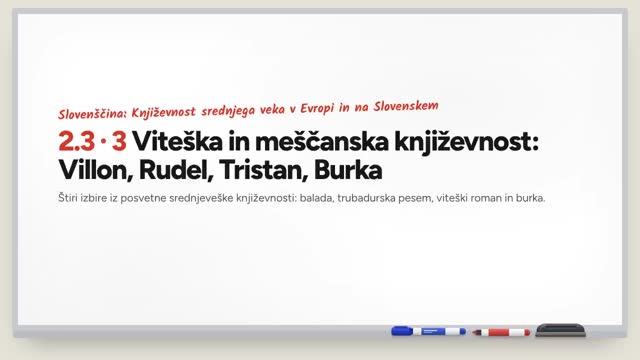 Slovenščina: Književnost srednjega veka v Evropi in na Slovenskem
2.3 · 3 Viteška in meščanska književnost:
Villon, Rudel, Tristan, Burka
Štiri izbire iz posvetne srednjeveške književnosti: balada, trubadurska pesem, viteški roman in burka.